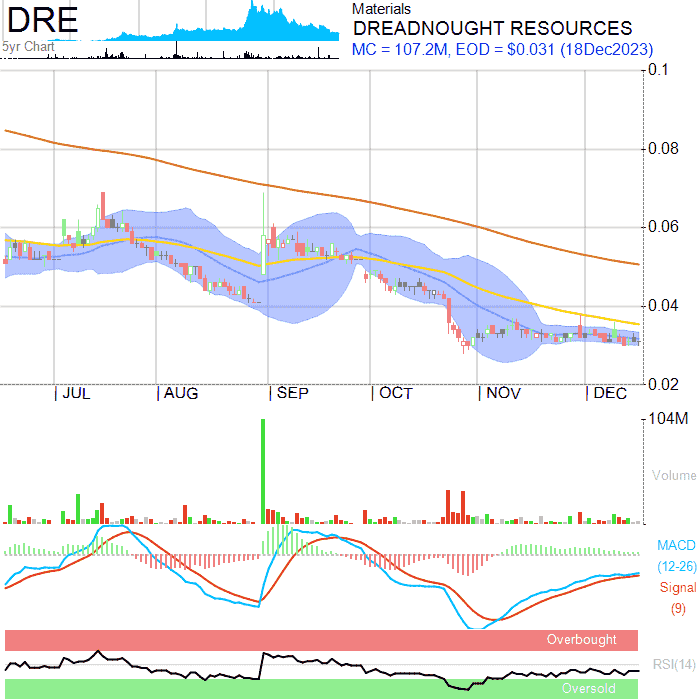 DRE
5yr Chart
Materials
DREADNOUGHT RESOURCES
MC = 107.2M, EOD = $0.031 (18Dec2023)
0.1
0.08
0.06
0.04
0.02
JUL
AUG
SEP
OCT
NOV
DEC
104M
Volume
MACD
(12-26)
Signal
(9)
Overbought
RSI(14)
Oversold